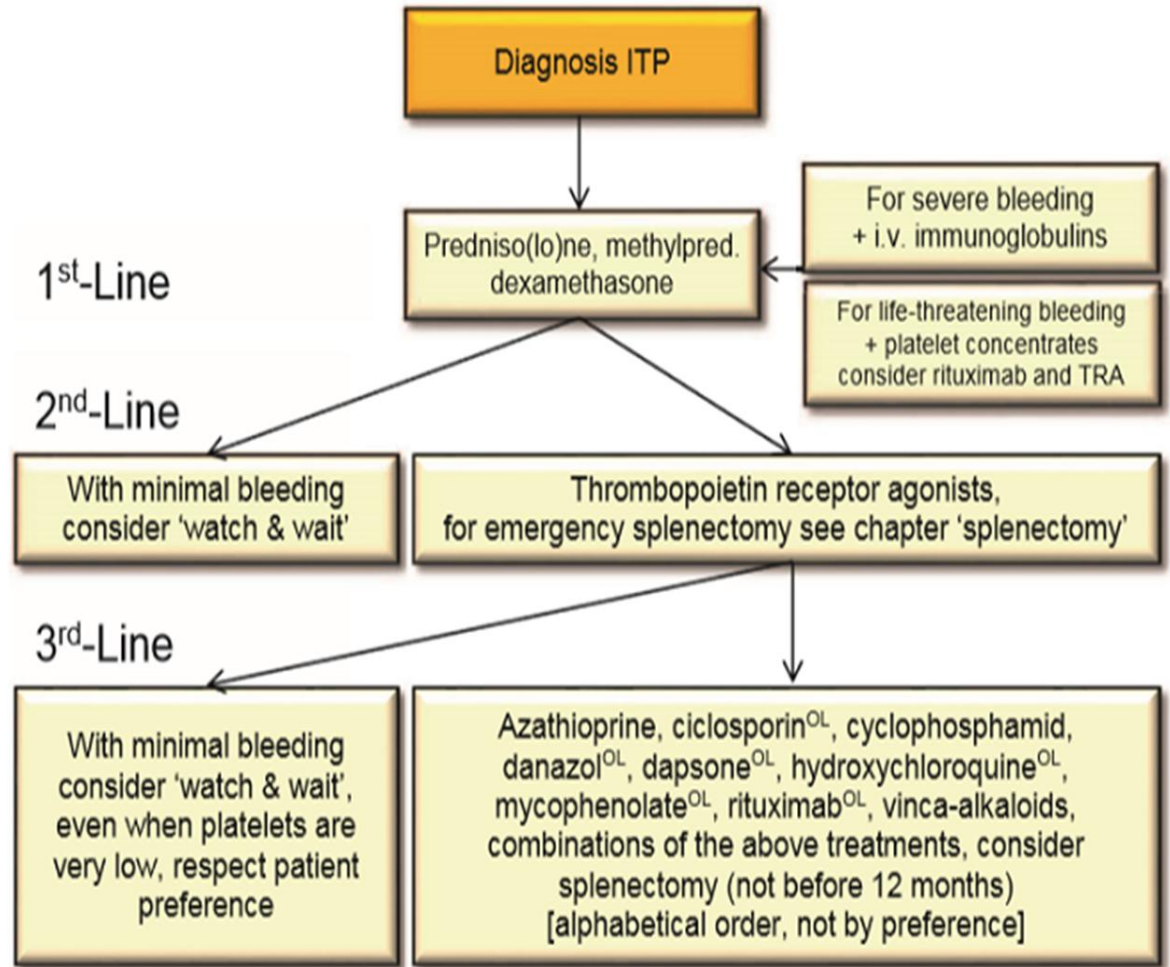 Diagnosis ITP
1st-Line
Predniso(lo)ne, methylpred.
dexamethasone
For severe bleeding
+ i.v. immunoglobulins
For life-threatening bleeding
+ platelet concentrates
consider rituximab and TRA
2nd-Line
With minimal bleeding
consider ‘watch & wait’
Thrombopoietin receptor agonists,
for emergency splenectomy see chapter ‘splenectomy’
3rd-Line
With minimal bleeding
consider ‘watch & wait’,
even when platelets are
very low, respect patient
preference
Azathioprine, ciclosporinOL, cyclophosphamid,
danazolOL, dapsoneOL, hydroxychloroquineOL,
mycophenolateOL, rituximabOL, vinca-alkaloids,
combinations of the above treatments, consider
splenectomy (not before 12 months)
[alphabetical order, not by preference]